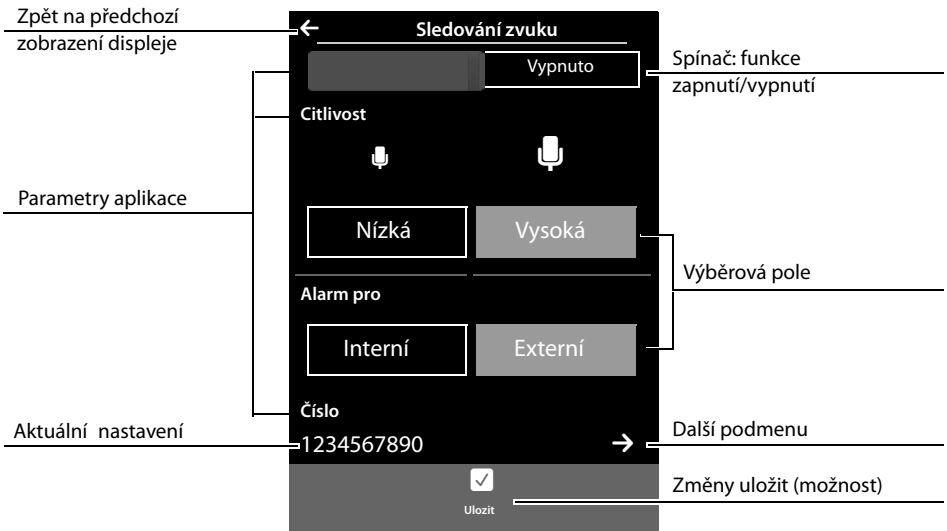 Zpět na předchozí
zobrazení displeje
Parametry aplikace
Aktuální nastavení
Sledování zvuku
Vypnuto
Citlivost
Nízká Vysoká
Alarm pro
Interní Externí
Číslo
1234567890
Ulozit
Spínač: funkce
zapnutí/vypnutí
Výběrová pole
Další podmenu
Změny uložit (možnost)